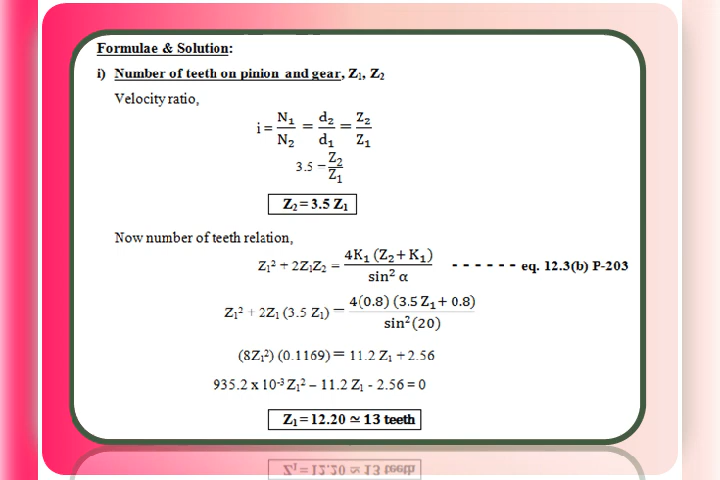 Formulae & Solution:
i) Number of teeth on pinion and gear, Z₁, Z₂
Velocity ratio,
i = N₁/N₂ = d₂/d₁ = Z₂/Z₁
3.5 = Z₂/Z₁
Z₂ = 3.5 Z₁
Now number of teeth relation,
Z₁² + 2Z₁Z₂ = 4K₁ (Z₂ + K₁) / sin² α - - - - - - eq. 12.3(b) P-203
Z₁² + 2Z₁ (3.5 Z₁) = 4(0.8) (3.5 Z₁ + 0.8) / sin² (20)
(8Z₁²) (0.1169) = 11.2 Z₁ + 2.56
935.2 x 10⁻³ Z₁² – 11.2 Z₁ - 2.56 = 0
Z₁ = 12.20 ≃ 13 teeth